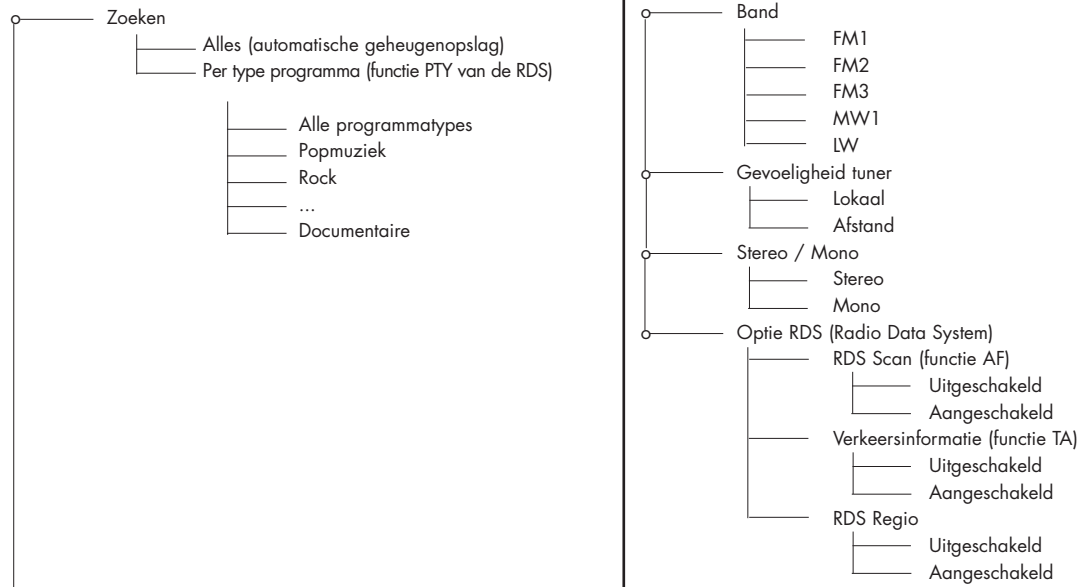 Zoeken
Alles (automatische geheugenopslag)
Per type programma (functie PTY van de RDS)
Alle programmatypes
Popmuziek
Rock
...
Documentaire
Band
FM1
FM2
FM3
MW1
LW
Gevoeligheid tuner
Lokaal
Afstand
Stereo / Mono
Stereo
Mono
Optie RDS (Radio Data System)
RDS Scan (functie AF)
Uitgeschakeld
Aangeschakeld
Verkeersinformatie (functie TA)
Uitgeschakeld
Aangeschakeld
RDS Regio
Uitgeschakeld
Aangeschakeld